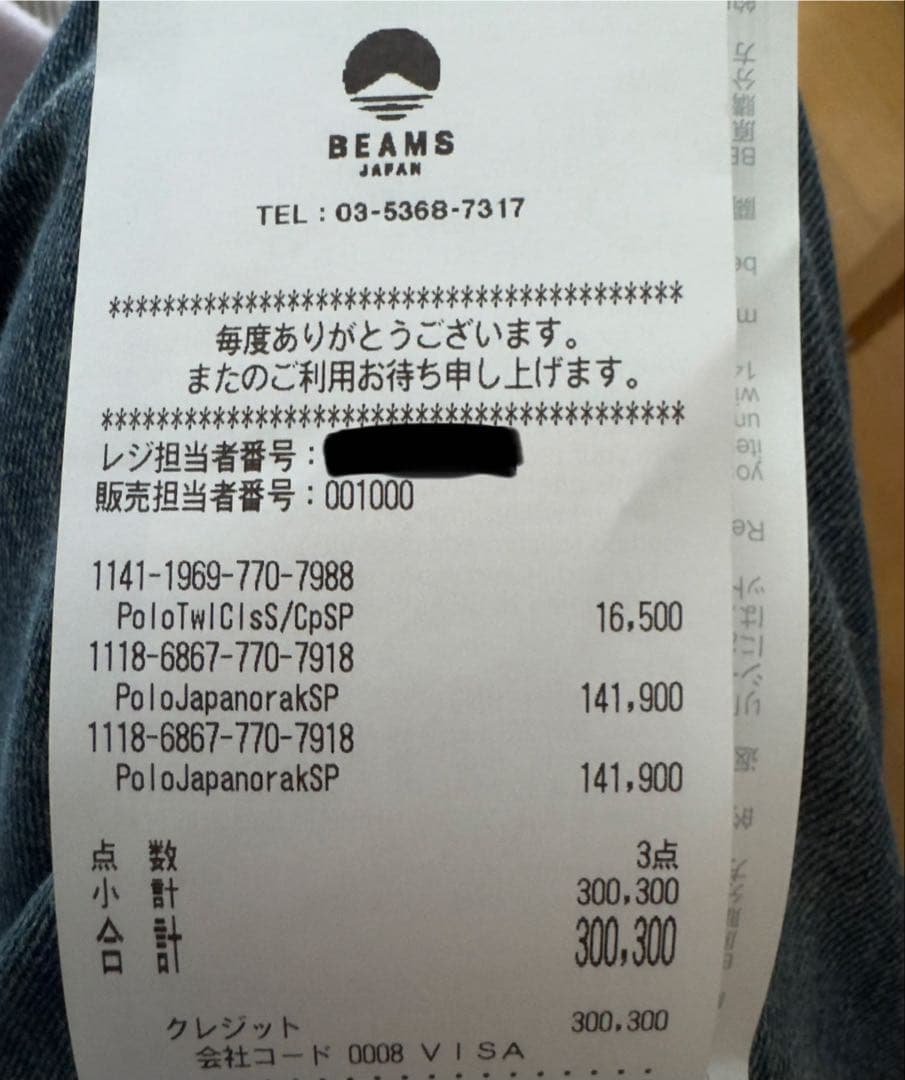 BEAMS
JAPAN
TEL : 03-5368-7317
******************************************
毎度ありがとうございます。
またのご利用お待ち申し上げます。
******************************************
レジ担当者番号 :
販売担当者番号 : 001000
1141-1969-770-7988
PoloTwlClsS/CpSP 16,500
1118-6867-770-7918
PoloJapanorakSP 141,900
1118-6867-770-7918
PoloJapanorakSP 141,900
点 数 3点
小 計 300,300
合 計 300,300
クレジット 300,300
会社コード 0008 VISA